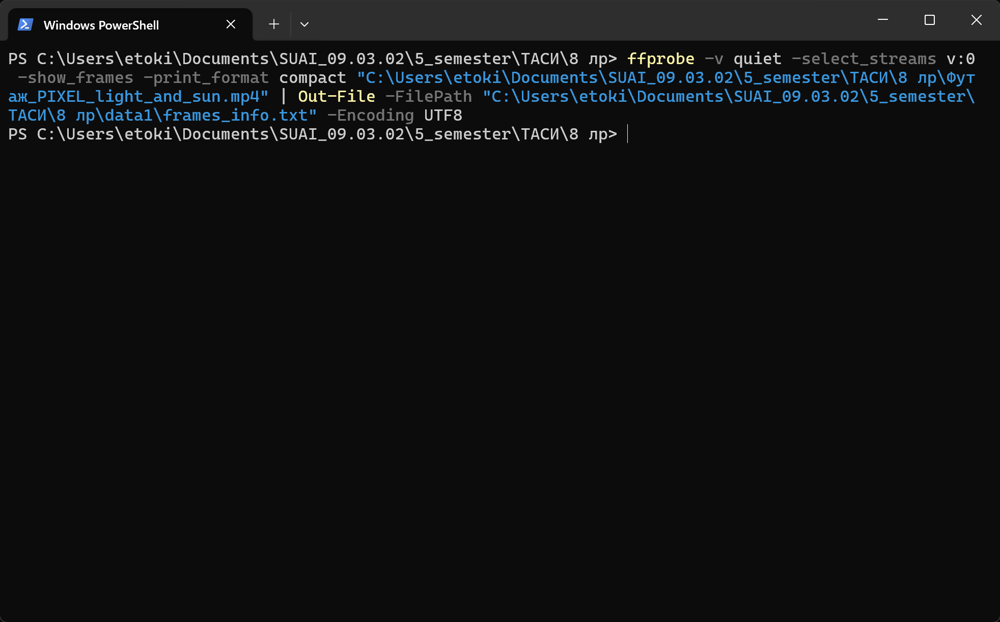 Windows PowerShell
PS C:\Users\etoki\Documents\SUAI_09.03.02\5_semester\ТАСИ\8 лр> ffprobe -v quiet -select_streams v:0
-show_frames -print_format compact "C:\Users\etoki\Documents\SUAI_09.03.02\5_semester\ТАСИ\8 лр\Фут
аж_PIXEL_light_and_sun.mp4" | Out-File -FilePath "C:\Users\etoki\Documents\SUAI_09.03.02\5_semester\
ТАСИ\8 лр\data1\frames_info.txt" -Encoding UTF8
PS C:\Users\etoki\Documents\SUAI_09.03.02\5_semester\ТАСИ\8 лр>